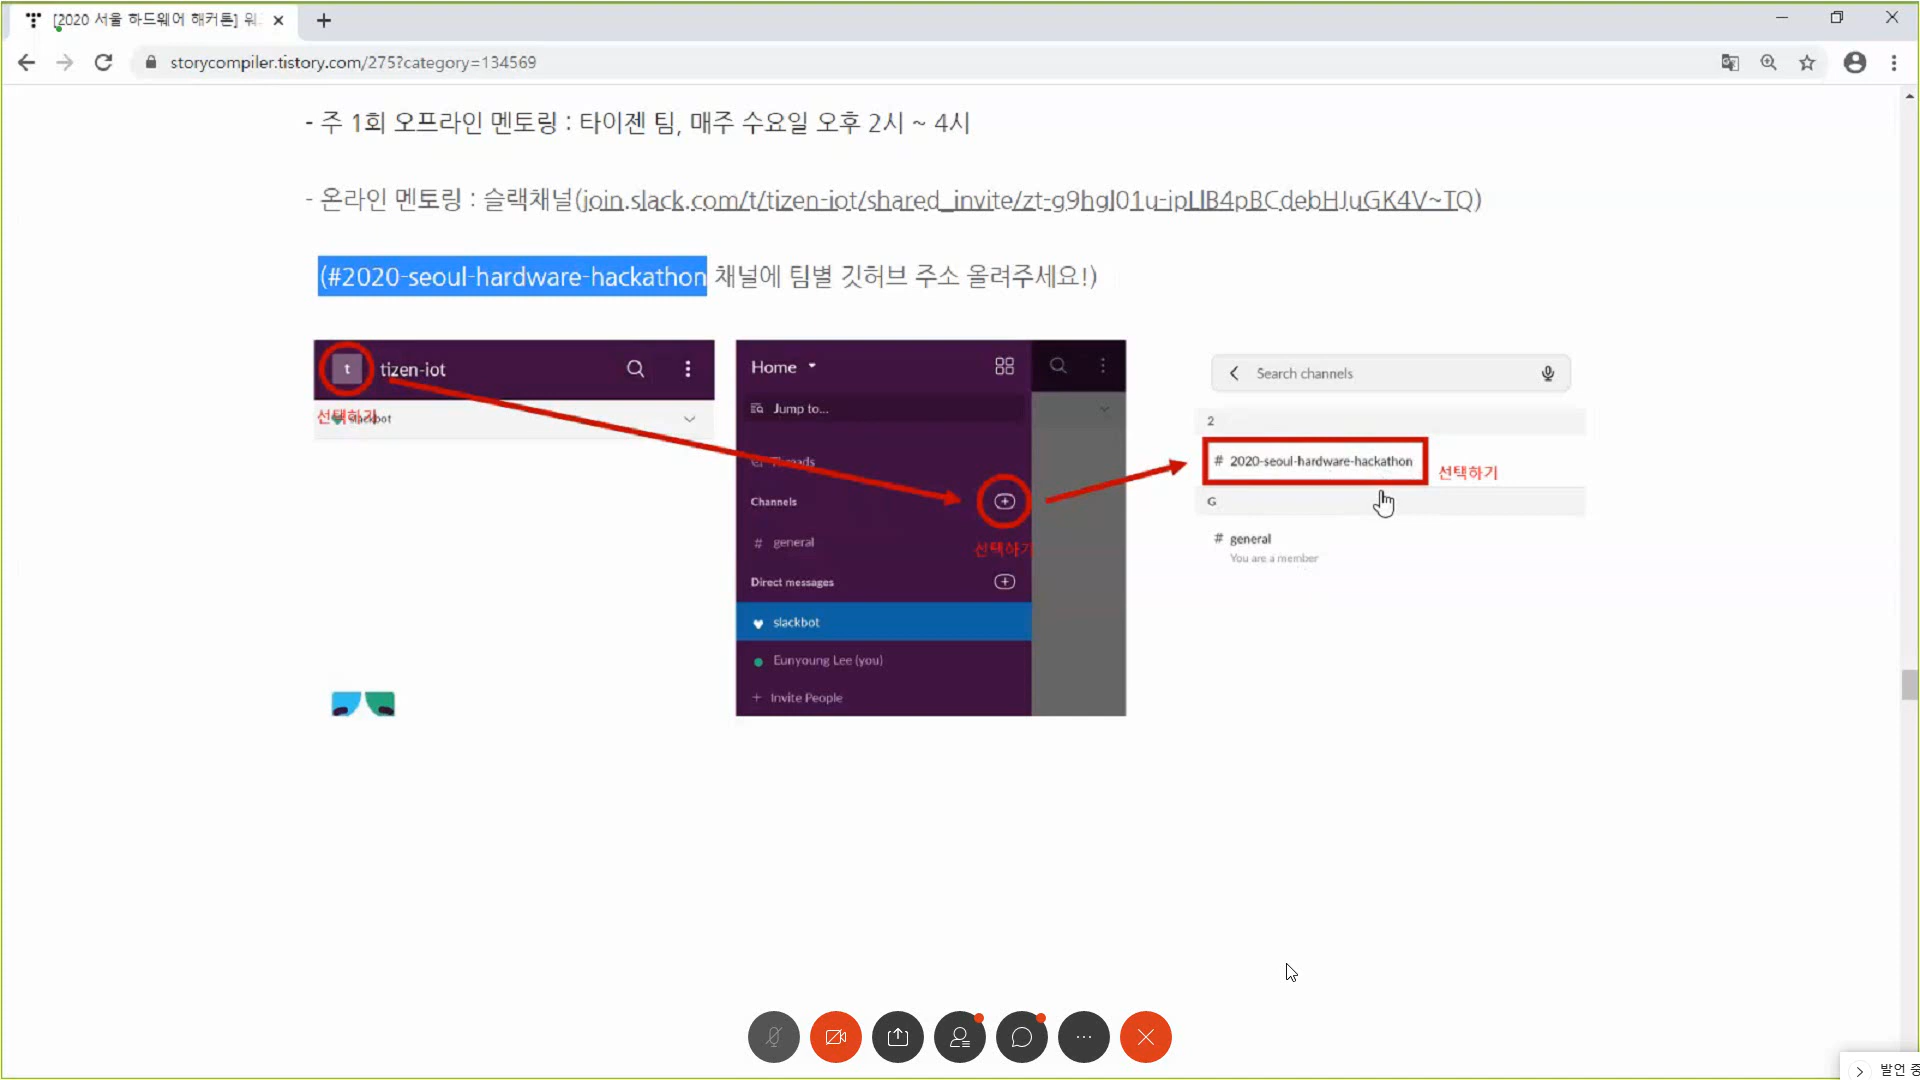 [2020 서울 하드웨어 해커톤] 워
storycompiler.tistory.com/275?category=134569
- 주 1회 오프라인 멘토링 : 타이젠 팀, 매주 수요일 오후 2시 ~ 4시
- 온라인 멘토링 : 슬랙채널(join.slack.com/t/tizen-iot/shared_invite/zt-g9hgl01u-ipLlB4pBCdebHJuGK4V~TQ)
(#2020-seoul-hardware-hackathon 채널에 팀별 깃허브 주소 올려주세요!)
t tizen-iot
선택하기
slackbot
Home
Jump to...
Threads
Channels
# general
선택하기
Direct messages
slackbot
Eunyoung Lee (you)
+ Invite People
Search channels
2
# 2020-seoul-hardware-hackathon
선택하기
G
# general
You are a member
발언 중